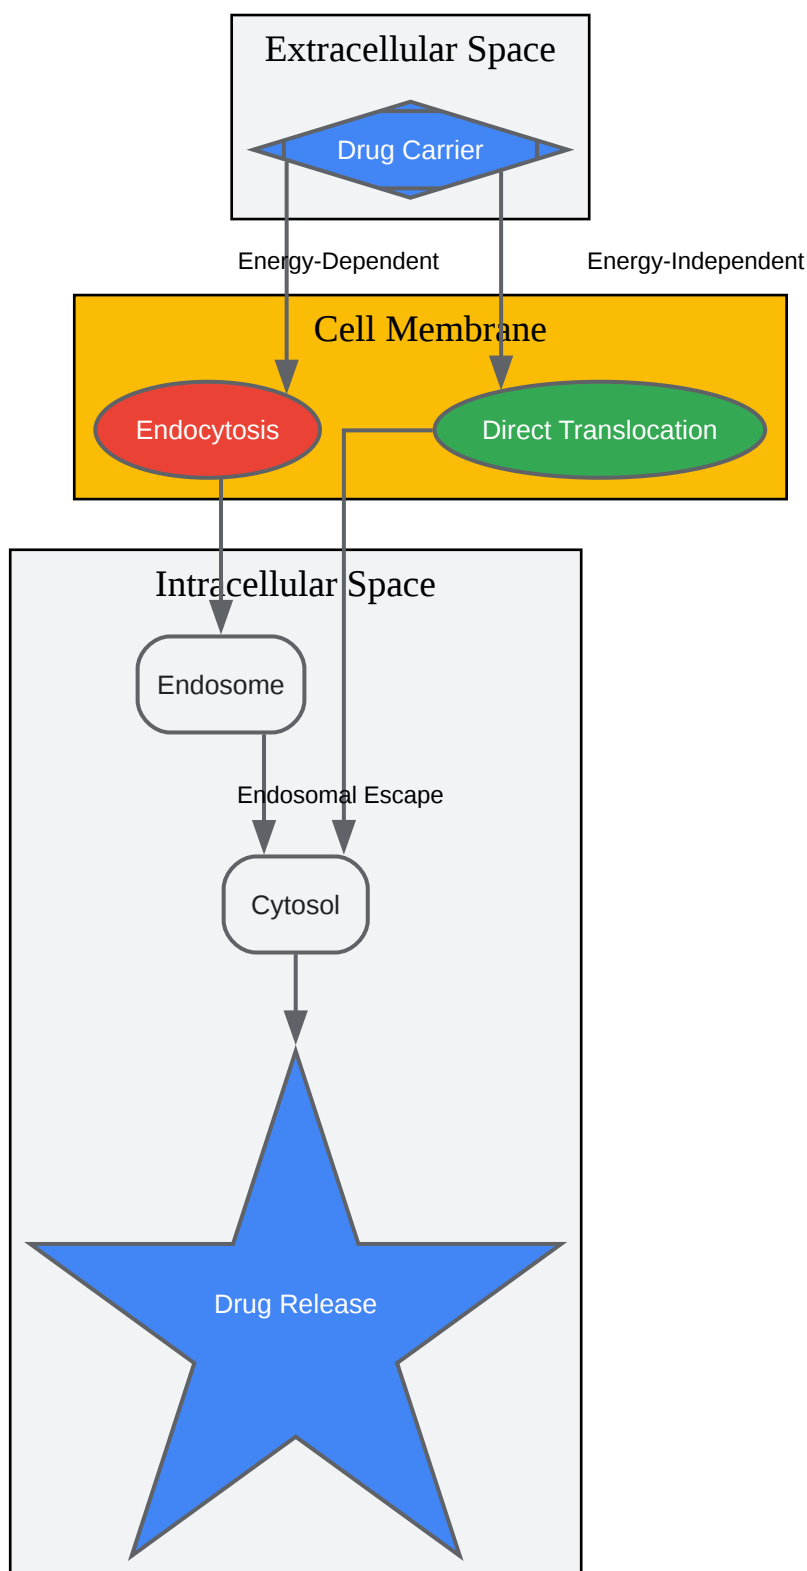 Extracellular Space
Drug Carrier
Energy-Dependent
Energy-Independent
Cell Membrane
Endocytosis
Direct Translocation
Intracellular Space
Endosome
Endosomal Escape
Cytosol
Drug Release